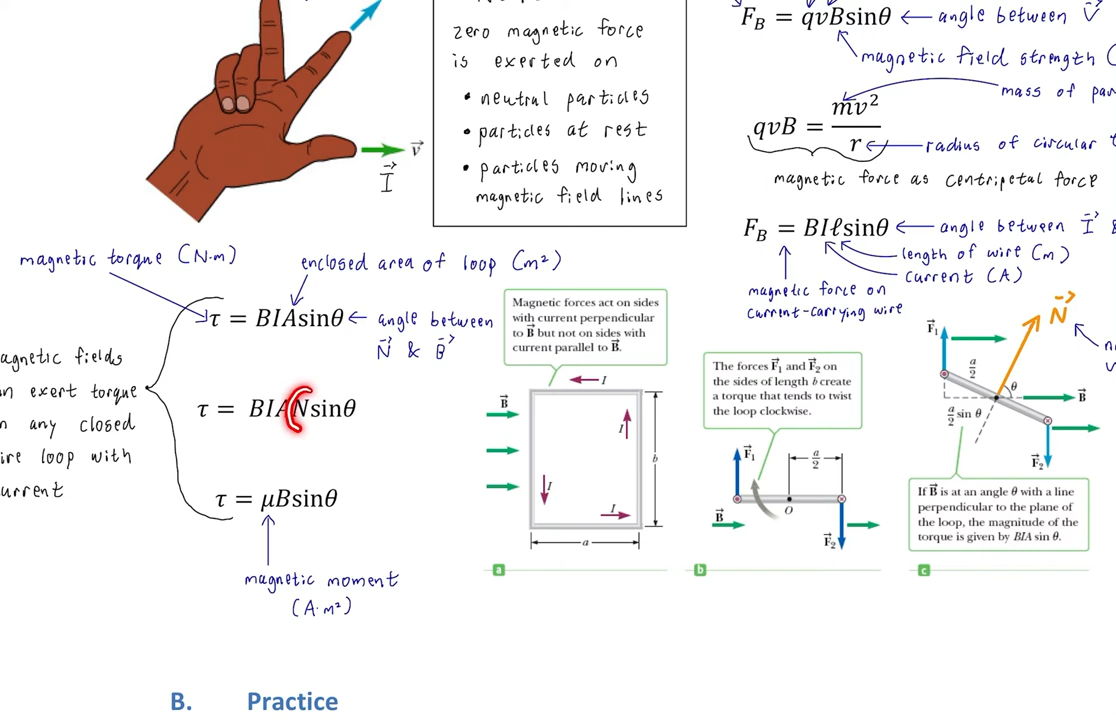 zero magnetic force
is exerted on
• neutral particles
• particles at rest
• particles moving
magnetic field lines
v
I
F_B = qvBsinθ ← angle between V
magnetic field strength (
mass of par
qvB = mv²/r
radius of circular t
magnetic force as centripetal force
F_B = BIℓsinθ ← angle between I &
length of wire (m)
current (A)
magnetic force on
current-carrying wire
magnetic torque (N·m)
enclosed area of loop (m²)
τ = BIAsinθ ← angle between
N & B
agnetic fields
n exert torque
n any closed
ire loop with
urrent
τ = BIANsinθ
τ = μBsinθ
magnetic moment
(A·m²)
Magnetic forces act on sides
with current perpendicular
to B but not on sides with
current parallel to B.
I
B
I
b
I
I
a
a
The forces F₁ and F₂ on
the sides of length b create
a torque that tends to twist
the loop clockwise.
F₁
a/2
B
O
F₂
b
N
F₁
a/2
θ
B
a/2 sin θ
F₂
If B is at an angle θ with a line
perpendicular to the plane of
the loop, the magnitude of the
torque is given by BIA sin θ.
c
B. Practice